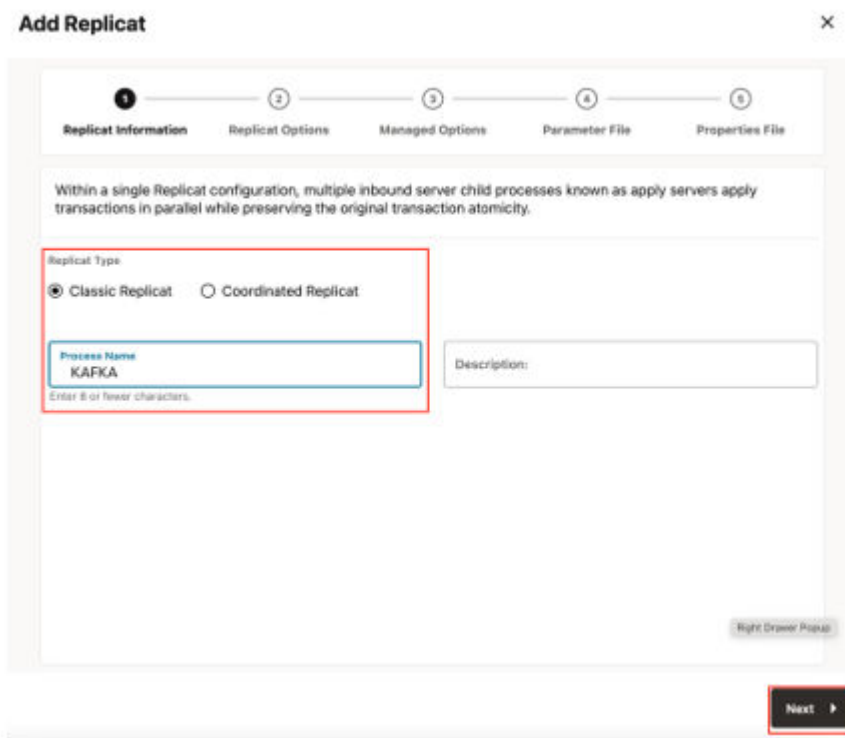 Add Replicat
1 2 3 4 5
Replicat Information Replicat Options Managed Options Parameter File Properties File
Within a single Replicat configuration, multiple inbound server child processes known as apply servers apply
transactions in parallel while preserving the original transaction atomicity.
Replicat Type
Classic Replicat Coordinated Replicat
Process Name
KAFKA
Description:
Enter 8 or fewer characters.
Right Drawer Popup
Next